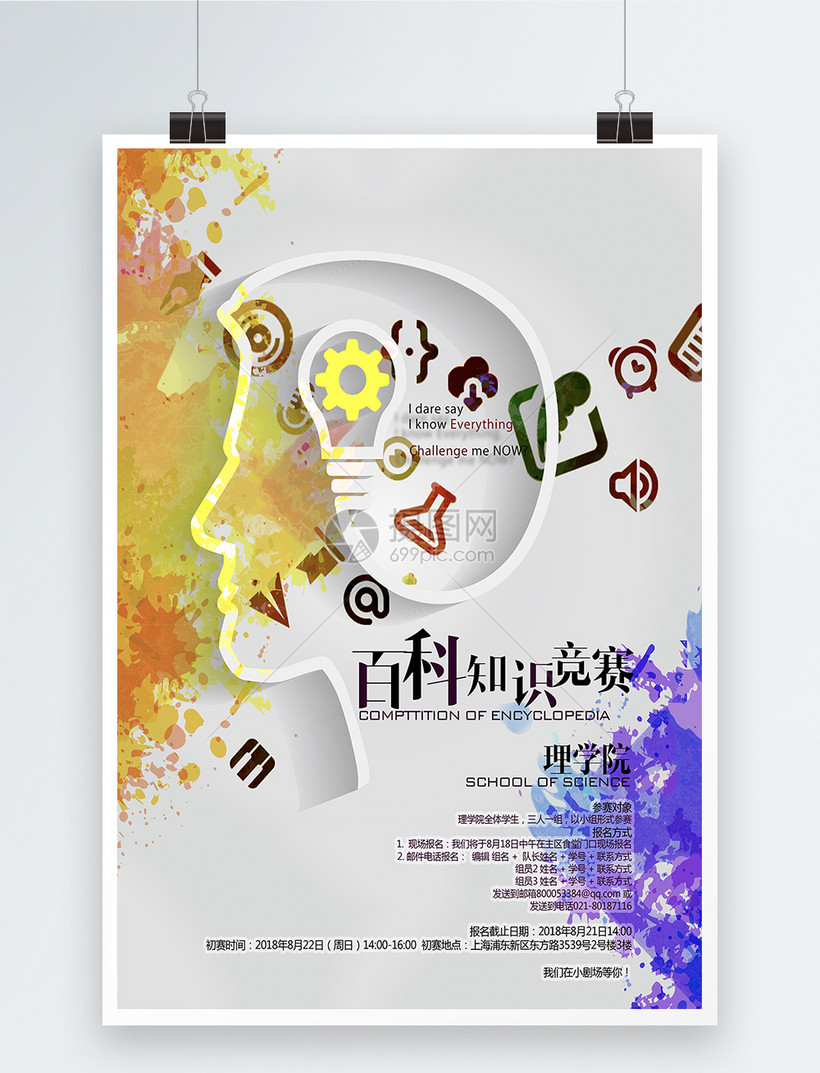 I dare say
I know Everything
Challenge me NOW?
摄图网
699pic.com
百科知识竞赛
COMPTTITION OF ENCYCLOPEDIA
理学院
SCHOOL OF SCIENCE
参赛对象
理学院全体学生，三人一组，以小组形式参赛
报名方式
1. 现场报名：我们将于8月18日中午在主区食堂门口现场报名
2. 邮件电话报名： 编辑 组名 + 队长姓名 + 学号 + 联系方式
组员2 姓名 + 学号 + 联系方式
组员3 姓名 + 学号 + 联系方式
发送到邮箱800053384@qq.com 或
发送到电话021-80187116
报名截止日期：2018年8月21日14:00
初赛时间：2018年8月22日（周日）14:00-16:00 初赛地点：上海浦东新区东方路3539号2号楼3楼
我们在小剧场等你！